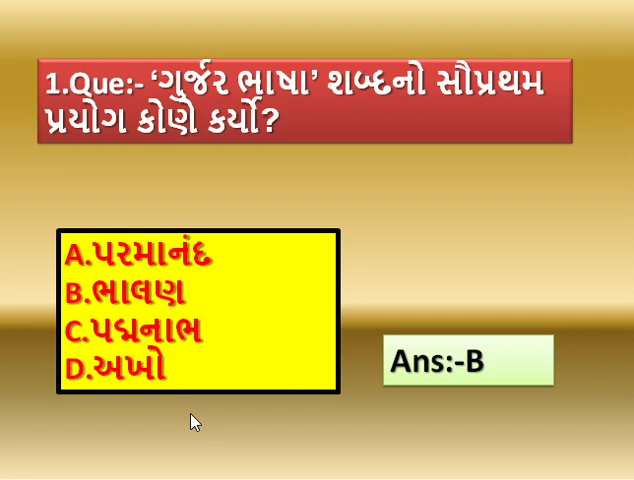 1.Que:- ‘ગુર્જર ભાષા’ શબ્દનો સૌપ્રથમ
પ્રયોગ કોણે કર્યો?
A.પરમાનંદ
B.ભાલણ
C.પદ્મનાભ
D.અખો
Ans:-B